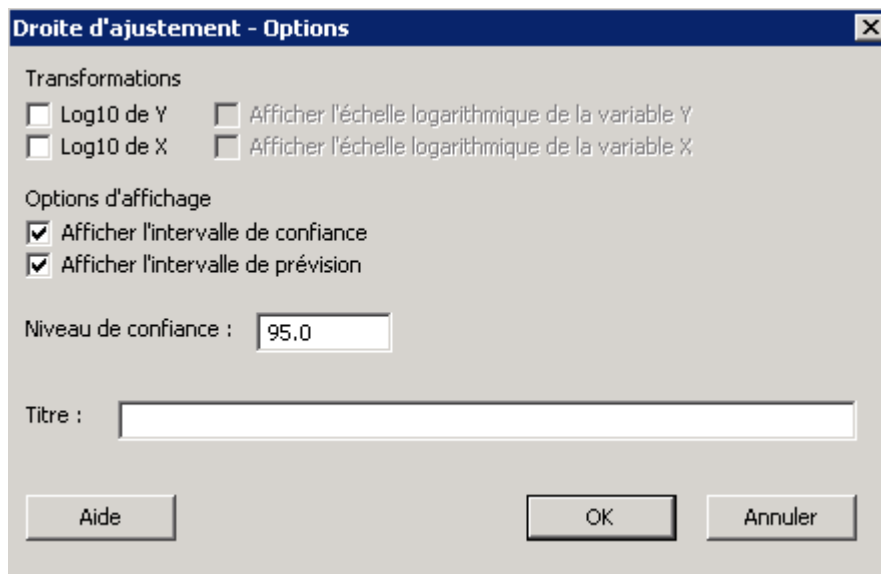 Droite d'ajustement - Options
Transformations
Log10 de Y Afficher l'échelle logarithmique de la variable Y
Log10 de X Afficher l'échelle logarithmique de la variable X
Options d'affichage
Afficher l'intervalle de confiance
Afficher l'intervalle de prévision
Niveau de confiance : 95.0
Titre :
Aide OK Annuler